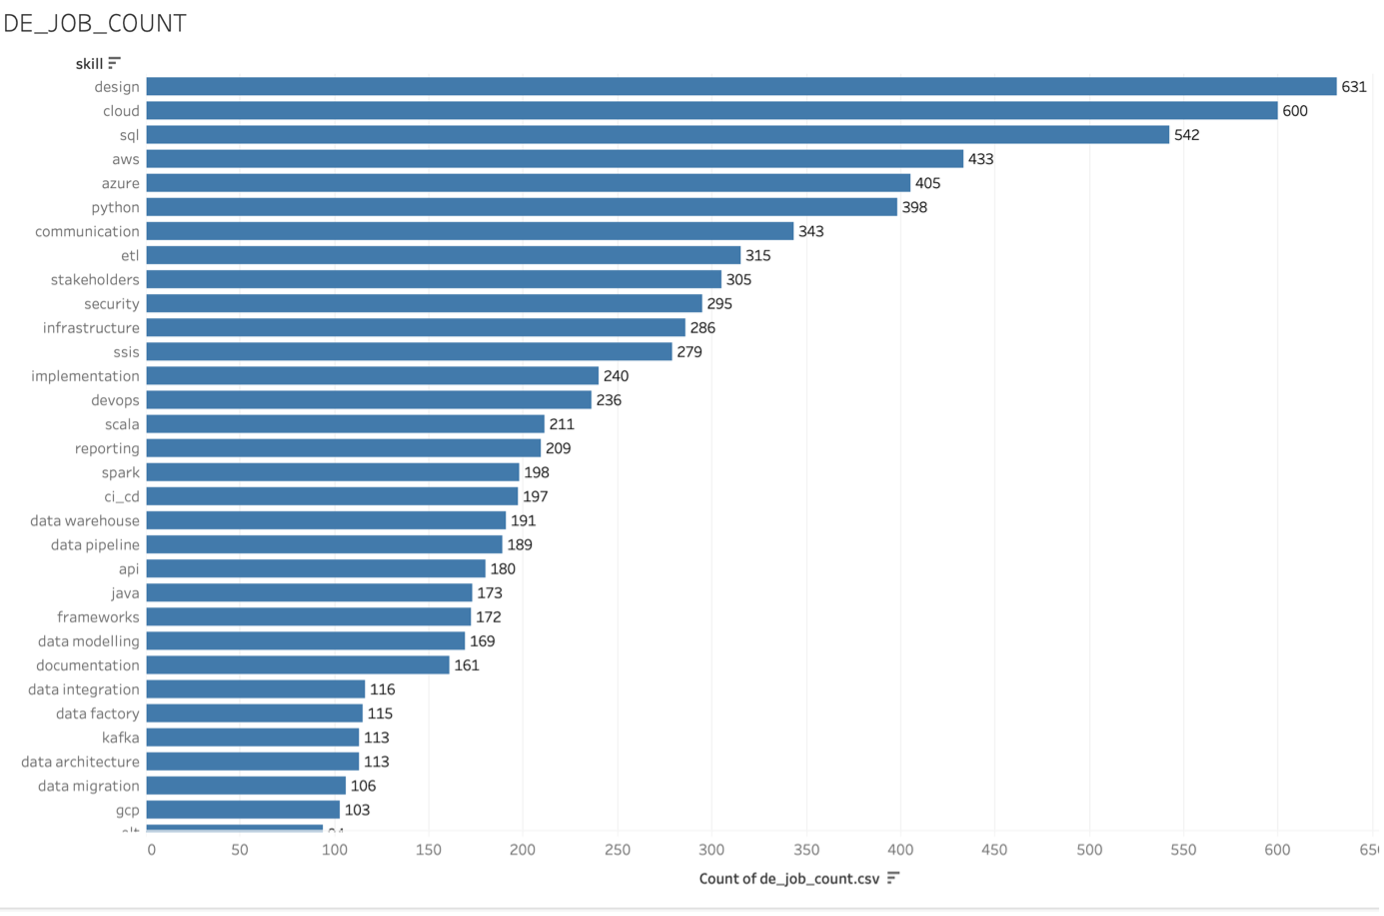 DE_JOB_COUNT
skill
design 631
cloud 600
sql 542
aws 433
azure 405
python 398
communication 343
etl 315
stakeholders 305
security 295
infrastructure 286
ssis 279
implementation 240
devops 236
scala 211
reporting 209
spark 198
ci_cd 197
data warehouse 191
data pipeline 189
api 180
java 173
frameworks 172
data modelling 169
documentation 161
data integration 116
data factory 115
kafka 113
data architecture 113
data migration 106
gcp 103
0 50 100 150 200 250 300 350 400 450 500 550 600
Count of de_job_count.csv